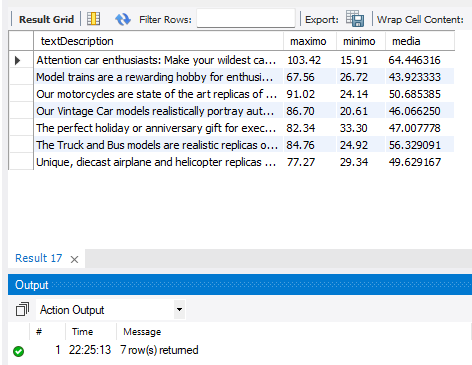 Result Grid Filter Rows: Export: Wrap Cell Content:
textDescription maximo minimo media
Attention car enthusiasts: Make your wildest ca... 103.42 15.91 64.446316
Model trains are a rewarding hobby for enthusi... 67.56 26.72 43.923333
Our motorcycles are state of the art replicas of ... 91.02 24.14 50.685385
Our Vintage Car models realistically portray aut... 86.70 20.61 46.066250
The perfect holiday or anniversary gift for exec... 82.34 33.30 47.007778
The Truck and Bus models are realistic replicas o... 84.76 24.92 56.329091
Unique, diecast airplane and helicopter replicas ... 77.27 29.34 49.629167
Result 17
Output
Action Output
# Time Message
1 22:25:13 7 row(s) returned